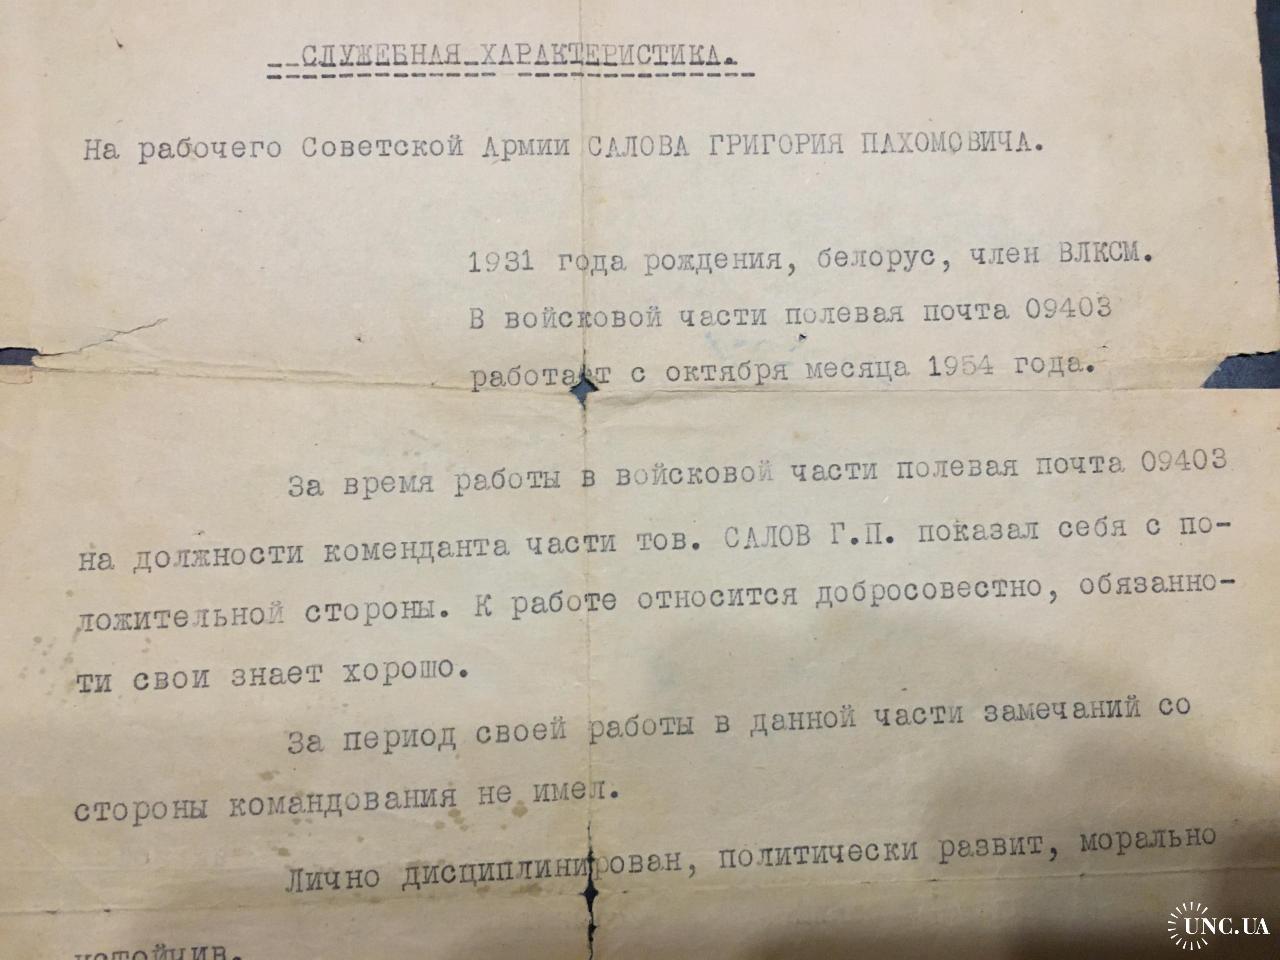 СЛУЖЕБНАЯ ХАРАКТЕРИСТИКА.
На рабочего Советской Армии САЛОВА ГРИГОРИЯ ПАХОМОВИЧА.
1931 года рождения, белорус, член ВЛКСМ.
В войсковой части полевая почта 09403
работает с октября месяца 1954 года.
За время работы в войсковой части полевая почта 09403
на должности коменданта части тов. САЛОВ Г.П. показал себя с по-
ложительной стороны. К работе относится добросовестно, обязанно-
ти свои знает хорошо.
За период своей работы в данной части замечаний со
стороны командования не имел.
Лично дисциплинирован, политически развит, морально
устойчив.
UNC.UA